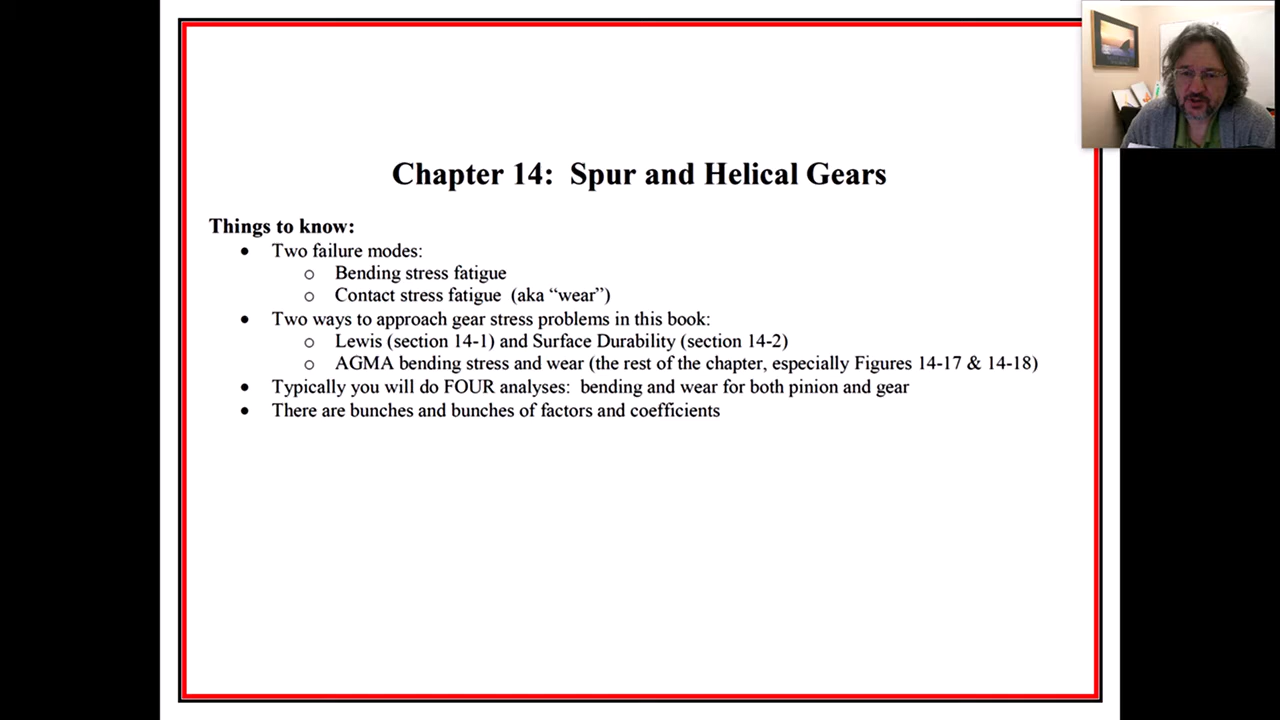 Chapter 14: Spur and Helical Gears
Things to know:
• Two failure modes:
o Bending stress fatigue
o Contact stress fatigue (aka “wear”)
• Two ways to approach gear stress problems in this book:
o Lewis (section 14-1) and Surface Durability (section 14-2)
o AGMA bending stress and wear (the rest of the chapter, especially Figures 14-17 & 14-18)
• Typically you will do FOUR analyses: bending and wear for both pinion and gear
• There are bunches and bunches of factors and coefficients